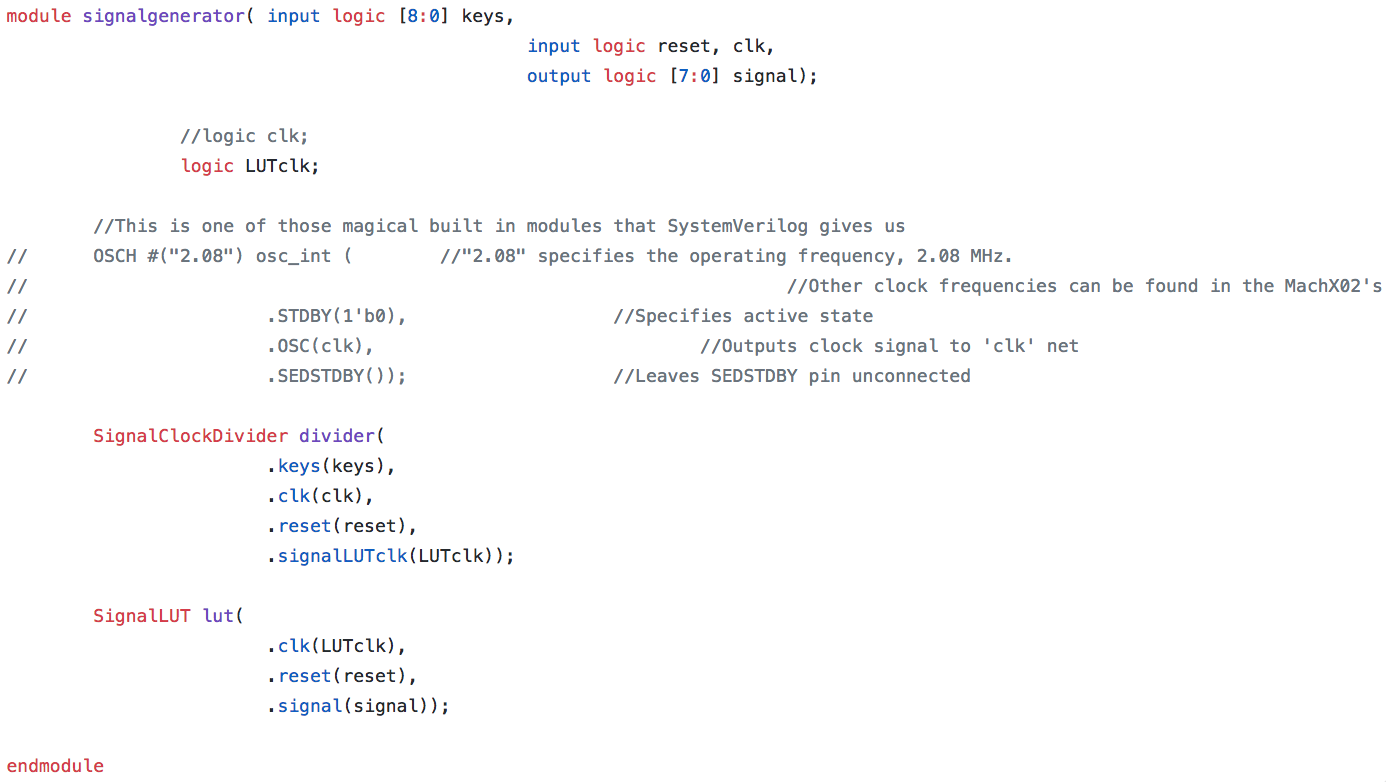 module signalgenerator( input logic [8:0] keys,
input logic reset, clk,
output logic [7:0] signal);
//logic clk;
logic LUTclk;
//This is one of those magical built in modules that SystemVerilog gives us
// OSCH #("2.08") osc_int ( //"2.08" specifies the operating frequency, 2.08 MHz.
// //Other clock frequencies can be found in the MachX02's
// .STDBY(1'b0), //Specifies active state
// .OSC(clk), //Outputs clock signal to 'clk' net
// .SEDSTDBY()); //Leaves SEDSTDBY pin unconnected
SignalClockDivider divider(
.keys(keys),
.clk(clk),
.reset(reset),
.signalLUTclk(LUTclk));
SignalLUT lut(
.clk(LUTclk),
.reset(reset),
.signal(signal));
endmodule